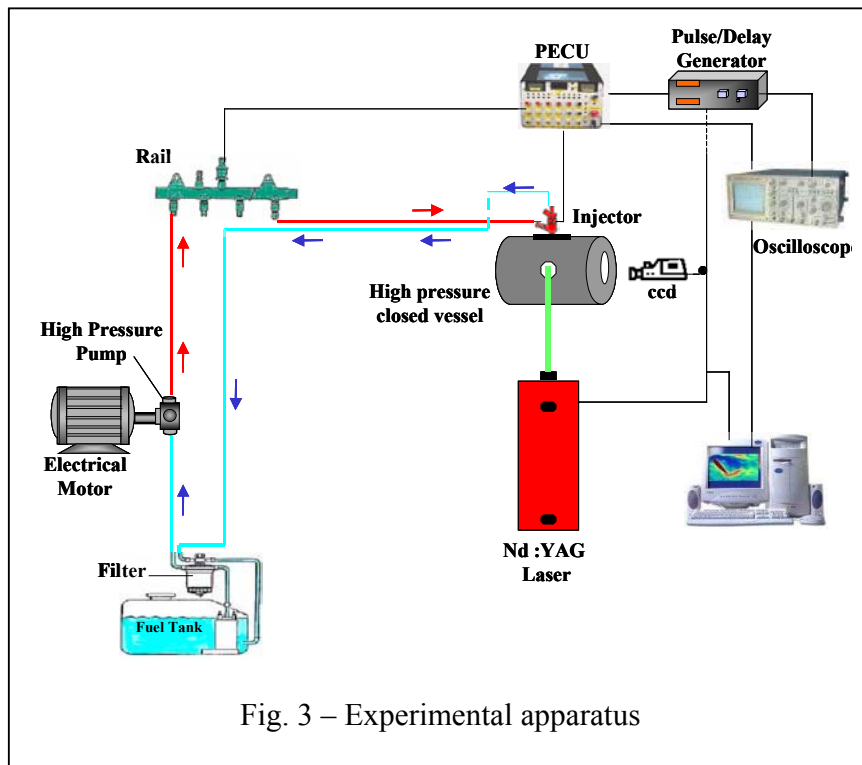 PECU
Pulse/Delay
Generator
Rail
Injector
Oscilloscope
High pressure
closed vessel
ccd
High Pressure
Pump
Electrical
Motor
Nd :YAG
Laser
Filter
Fuel Tank
Fig. 3 – Experimental apparatus